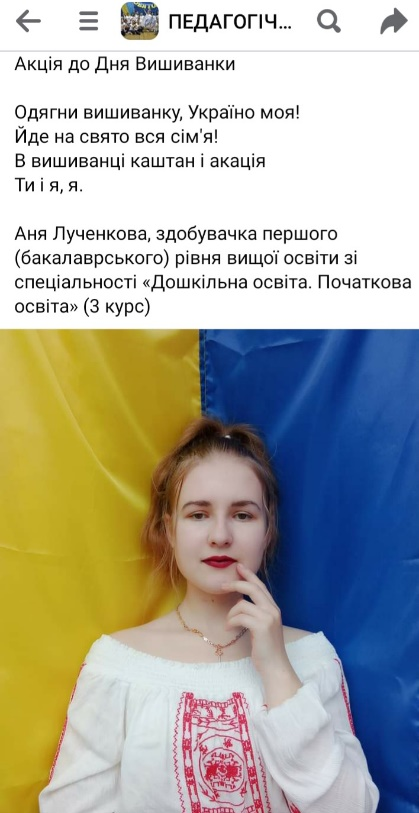 ПЕДАГОГІЧ...
Акція до Дня Вишиванки
Одягни вишиванку, Україно моя!
Йде на свято вся сім'я!
В вишиванці каштан і акація
Ти і я, я.
Аня Лученкова, здобувачка першого
(бакалаврського) рівня вищої освіти зі
спеціальності «Дошкільна освіта. Початкова
освіта» (3 курс)